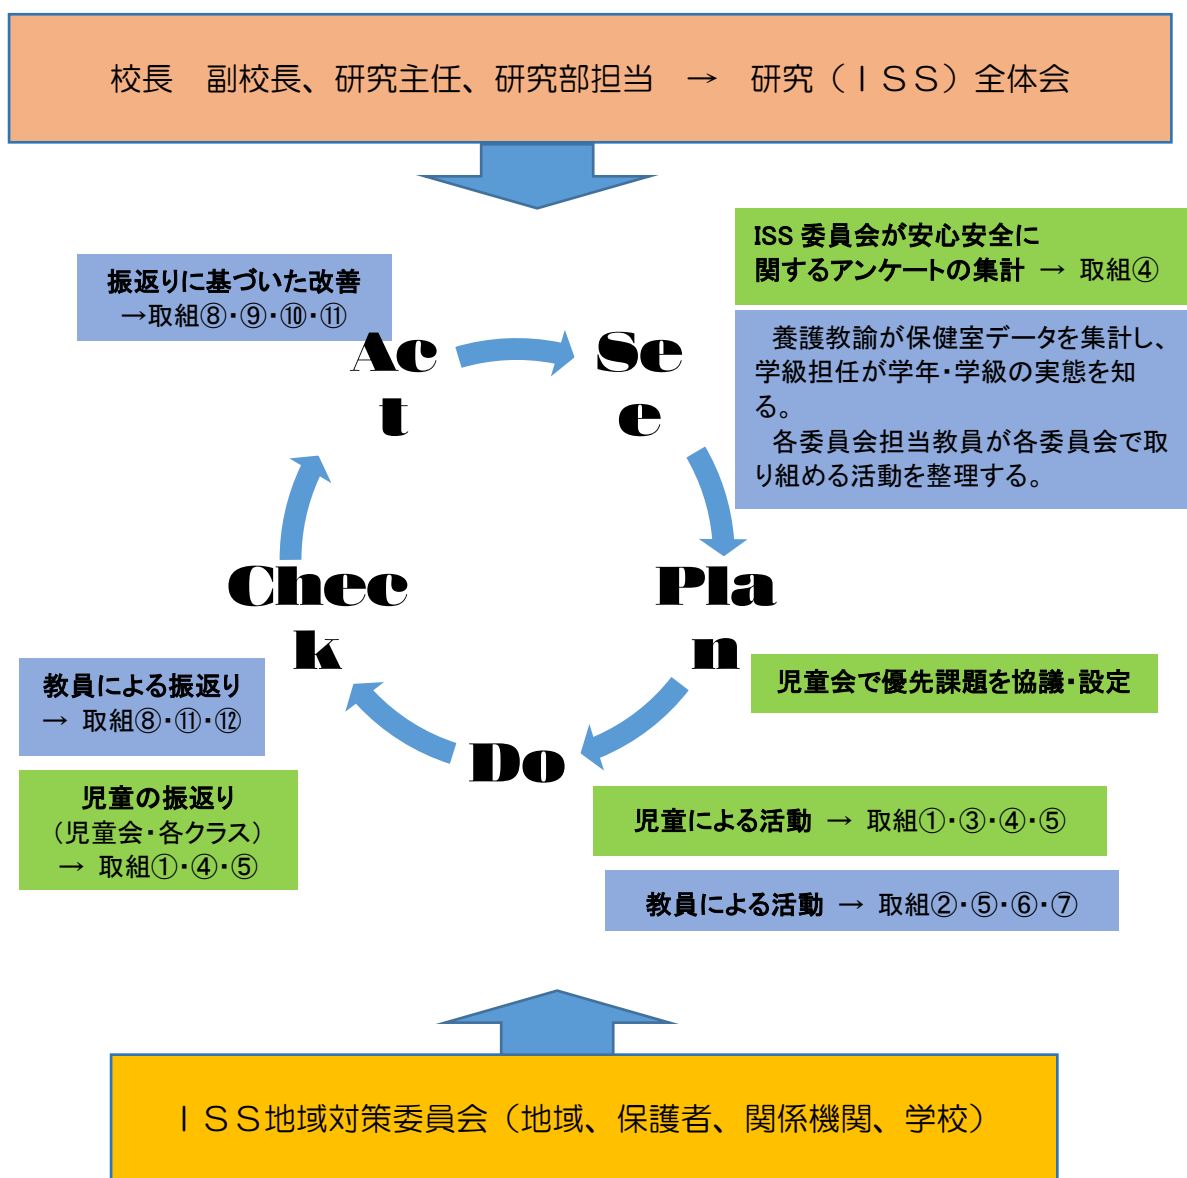 校長　副校長、研究主任、研究部担当　→　研究（ＩＳＳ）全体会
ISS 委員会が安心安全に
関するアンケートの集計 → 取組④
養護教諭が保健室データを集計し、
学級担任が学年・学級の実態を知
る。
各委員会担当教員が各委員会で取
り組める活動を整理する。
振返りに基づいた改善
→取組⑧・⑨・⑩・⑪
Ac
t
Se
e
Chec
k
Pla
n
Do
児童会で優先課題を協議・設定
教員による振返り
→ 取組⑧・⑪・⑫
児童の振返り
（児童会・各クラス）
→ 取組①・④・⑤
児童による活動 → 取組①・③・④・⑤
教員による活動 → 取組②・⑤・⑥・⑦
ＩＳＳ地域対策委員会（地域、保護者、関係機関、学校）